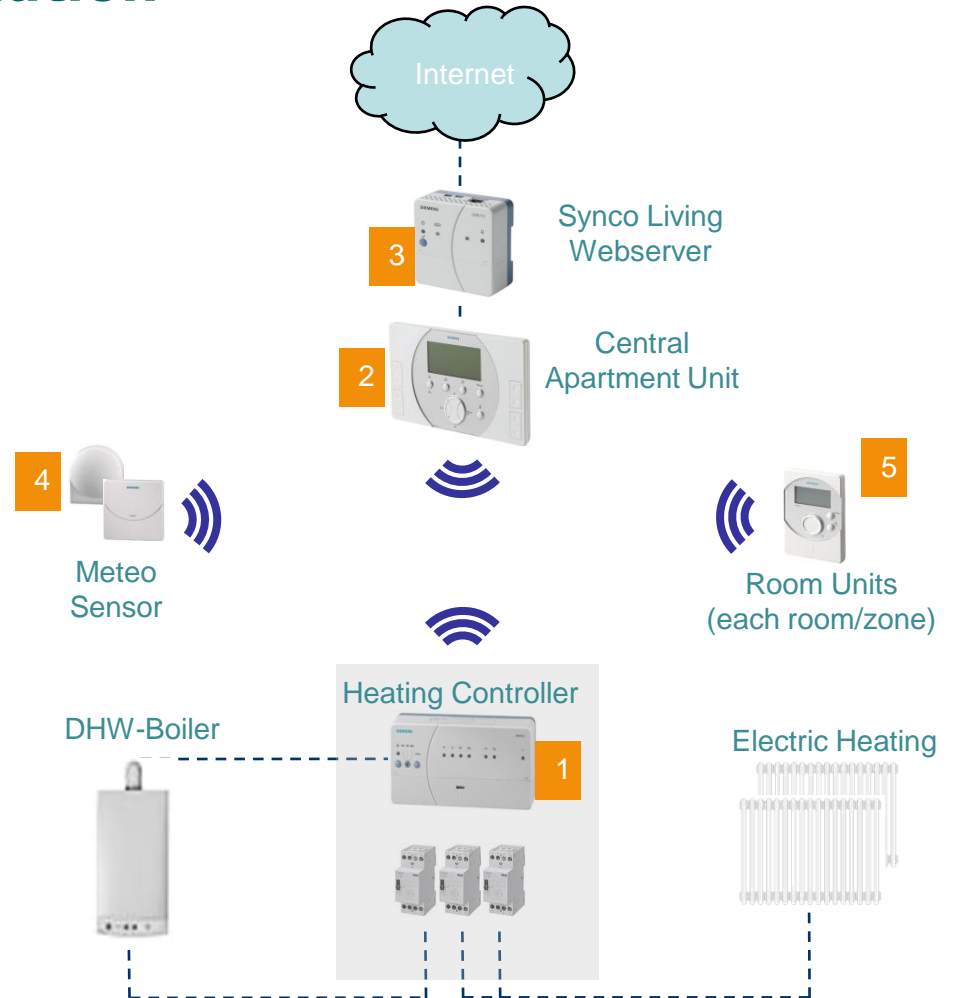 Internet
3
Synco Living
Webserver
2
Central
Apartment Unit
4
5
Meteo
Sensor
Room Units
(each room/zone)
Heating Controller
DHW-Boiler
Electric Heating
SIEMENS
1